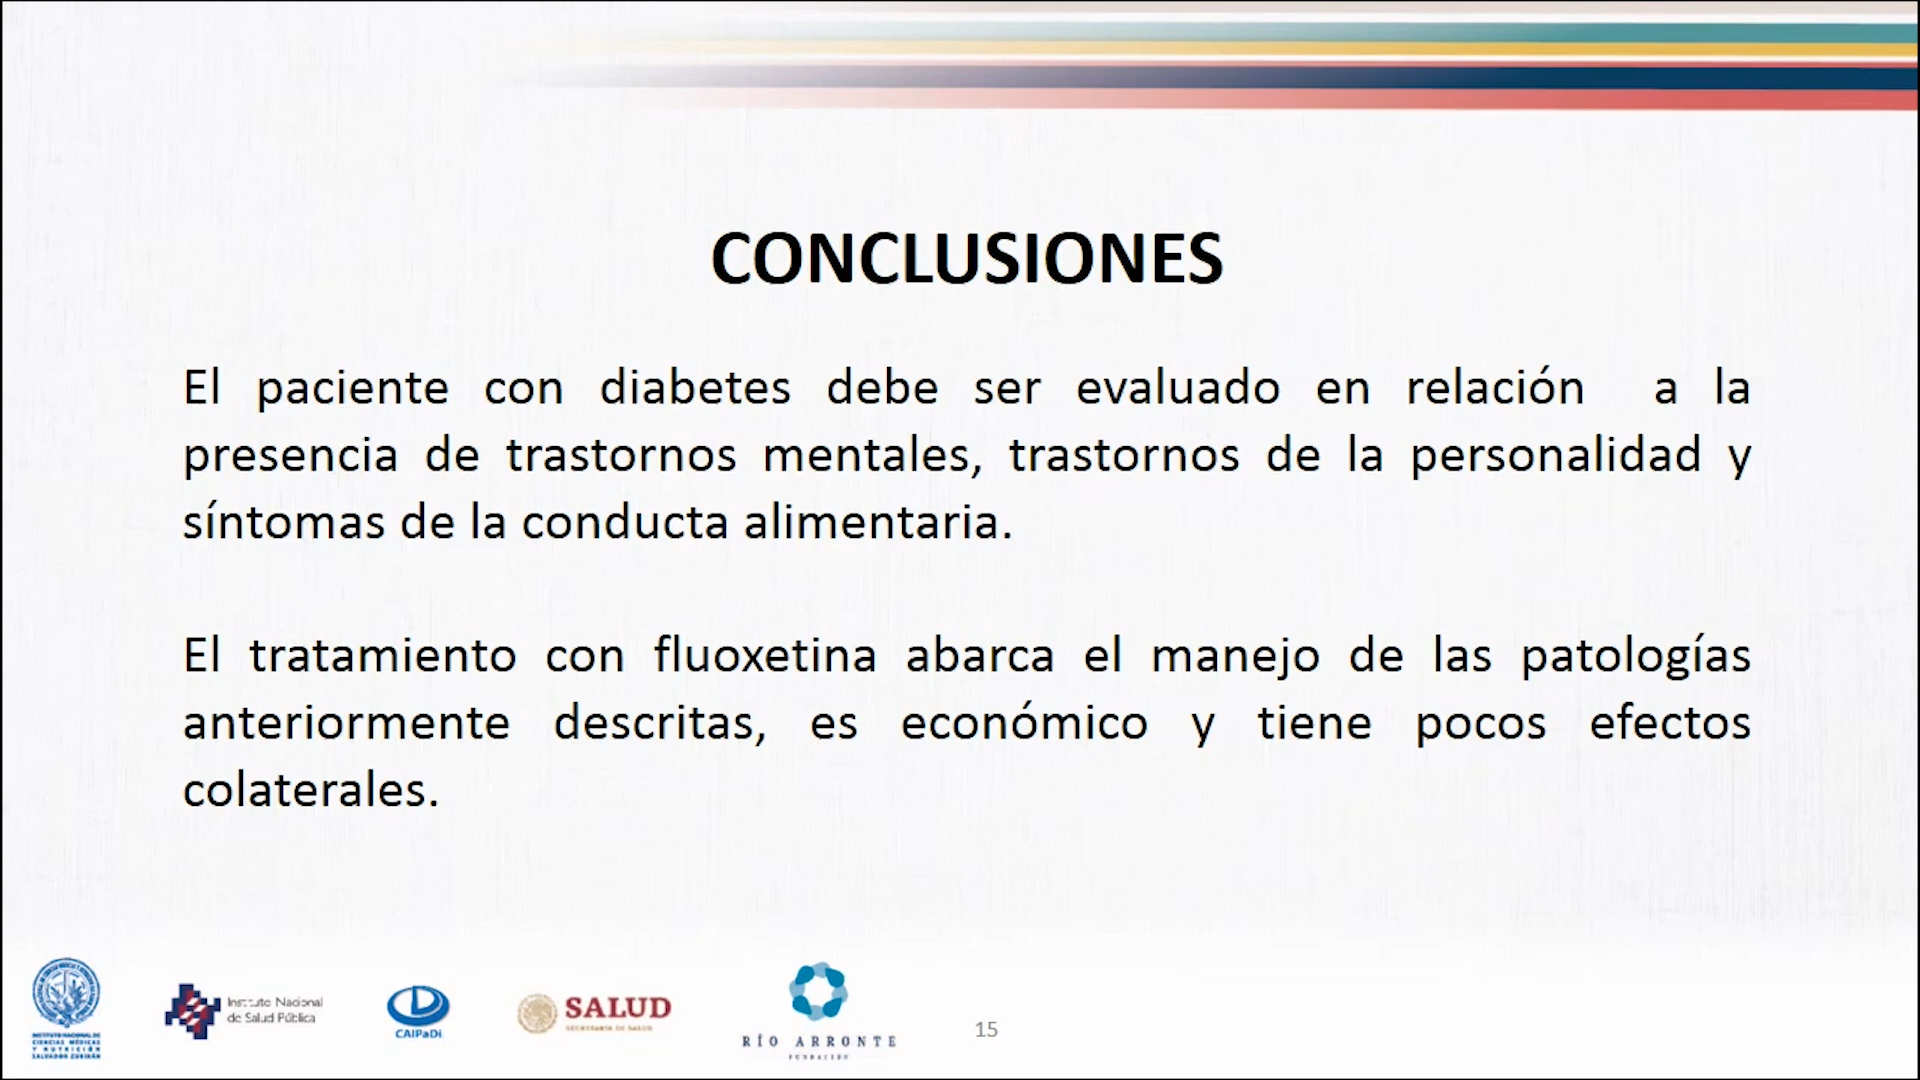 CONCLUSIONES
El paciente con diabetes debe ser evaluado en relación a la
presencia de trastornos mentales, trastornos de la personalidad y
síntomas de la conducta alimentaria.
El tratamiento con fluoxetina abarca el manejo de las patologías
anteriormente descritas, es económico y tiene pocos efectos
colaterales.
INSTITUTO NACIONAL DE
CIENCIAS MÉDICAS
Y NUTRICIÓN
SALVADOR ZUBIRÁN
Instituto Nacional
de Salud Pública
CAIPaDi
SALUD
SECRETARÍA DE SALUD
RÍO ARRONTE
FUNDACIÓN
15